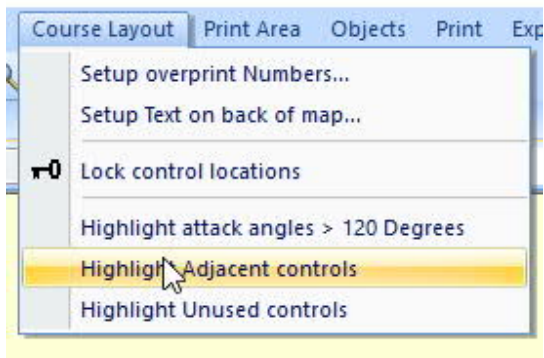 Course Layout Print Area Objects Print Exp
Setup overprint Numbers...
Setup Text on back of map...
Lock control locations
Highlight attack angles > 120 Degrees
Highlight Adjacent controls
Highlight Unused controls